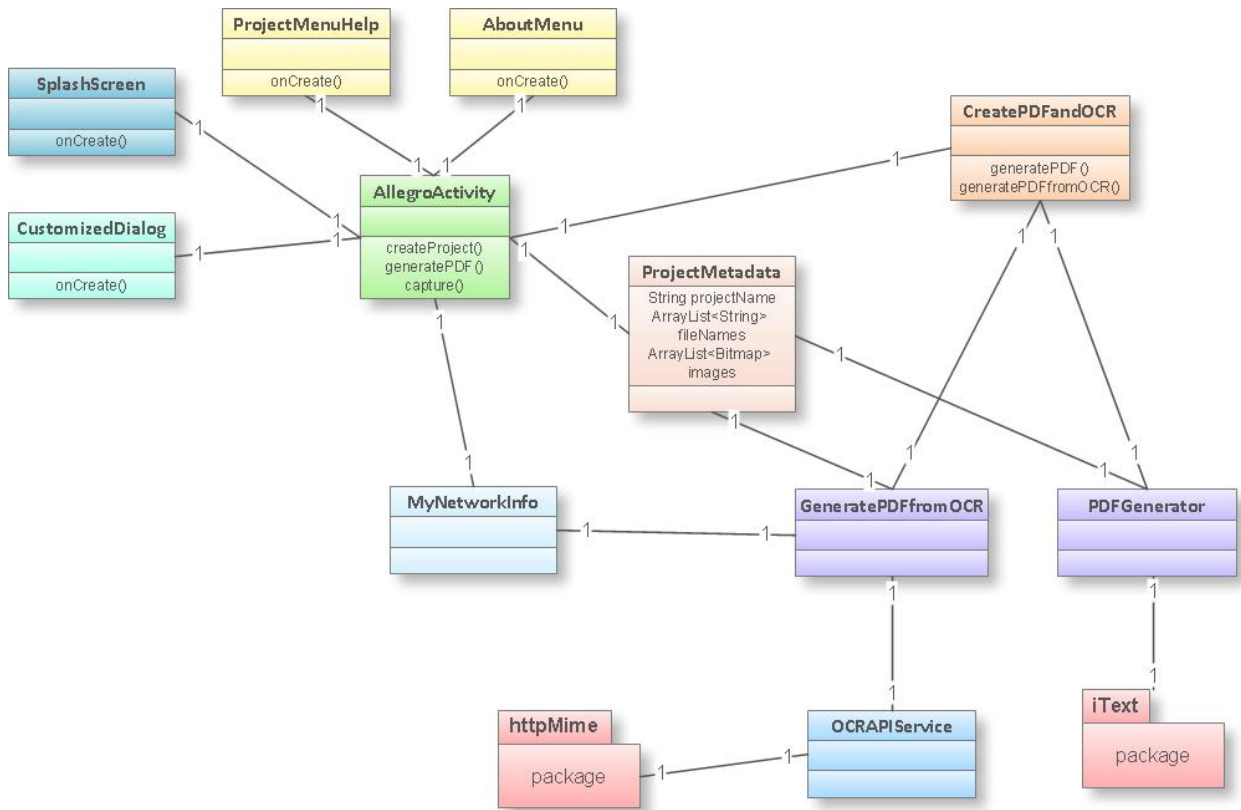 ProjectMenuHelp
onCreate()
AboutMenu
onCreate()
SplashScreen
onCreate()
CreatePDFandOCR
generatePDF()
generatePDFfromOCR()
1
1
1
1
1
1
1
AllegroActivity
createProject()
generatePDF()
capture()
CustomizedDialog
onCreate()
1
1
1
1
1
1
1
ProjectMetadata
String projectName
ArrayList<String>
fileNames
ArrayList<Bitmap>
images
1
1
1
1
1
1
1
1
1
MyNetworkInfo
GeneratePDFfromOCR
PDFGenerator
1
1
1
1
1
1
httpMime
package
OCRAPIService
iText
package
1
1